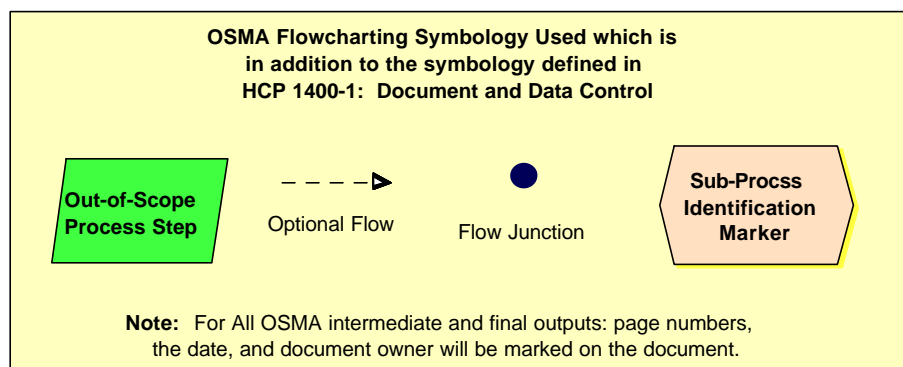 OSMA Flowcharting Symbology Used which is
in addition to the symbology defined in
HCP 1400-1: Document and Data Control
Out-of-Scope
Process Step
Optional Flow
Flow Junction
Sub-Procss
Identification
Marker
Note: For All OSMA intermediate and final outputs: page numbers,
the date, and document owner will be marked on the document.